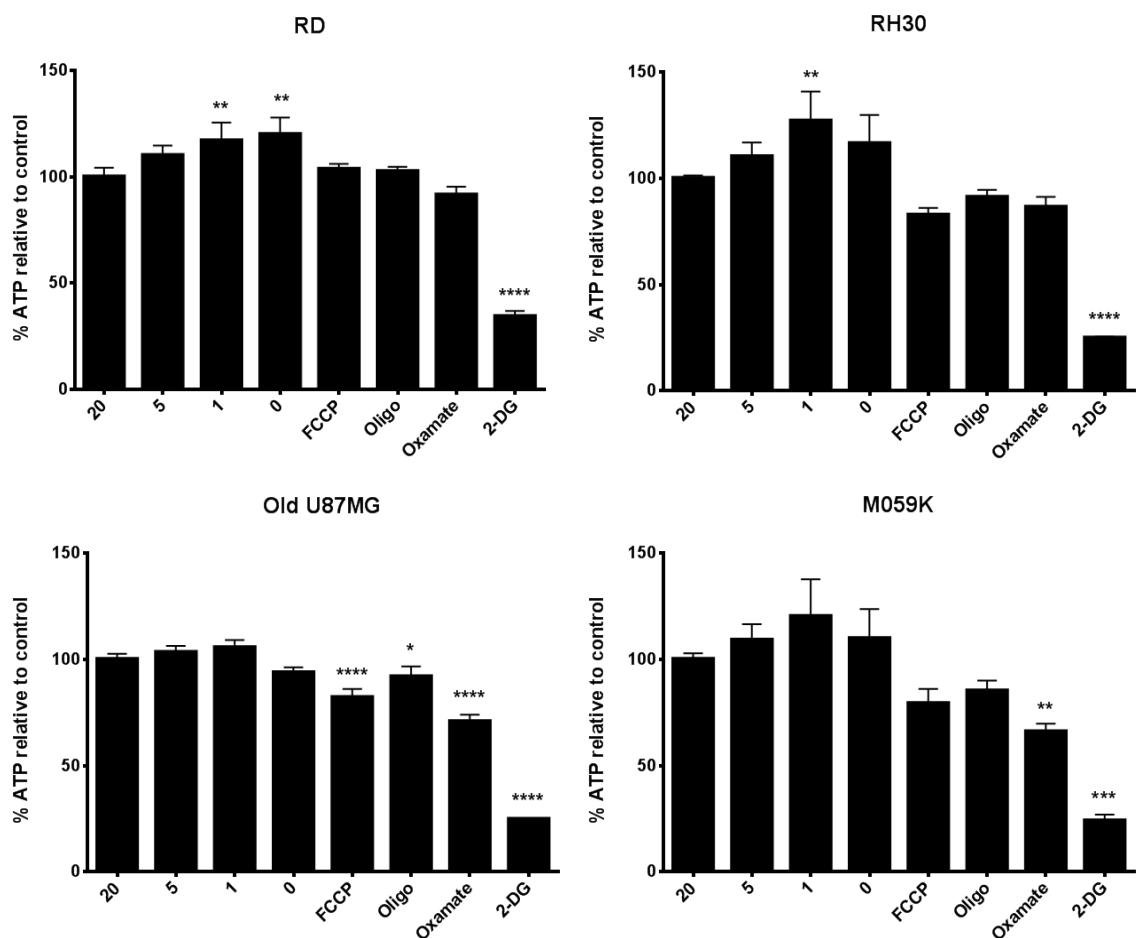 RD
% ATP relative to control
150
100
50
0
** ** ****
20 5 1 0 FCCP Oligo Oxamate 2-DG
RH30
% ATP relative to control
150
100
50
0
** ****
20 5 1 0 FCCP Oligo Oxamate 2-DG
Old U87MG
% ATP relative to control
150
100
50
0
**** * **** ****
20 5 1 0 FCCP Oligo Oxamate 2-DG
M059K
% ATP relative to control
150
100
50
0
** ***
20 5 1 0 FCCP Oligo Oxamate 2-DG